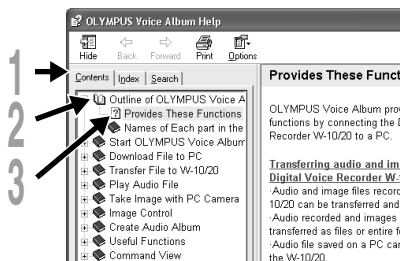 OLYMPUS Voice Album Help
Hide Back Forward Print Options
Contents Index Search
Outline of OLYMPUS Voice A
Provides These Functions
Names of Each part in the
Start OLYMPUS Voice Album
Download File to PC
Transfer File to W-10/20
Play Audio File
Take Image with PC Camera
Image Control
Create Audio Album
Useful Functions
Command View
Provides These Funct
OLYMPUS Voice Album prov
functions by connecting the D
Recorder W-10/20 to a PC.
Transferring audio and im
Digital Voice Recorder W-
·Audio and image files record
10/20 can be transferred and
·Audio recorded and images
transferred as files or entire f
·Audio file saved on a PC can
the W-10/20.
1
2
3